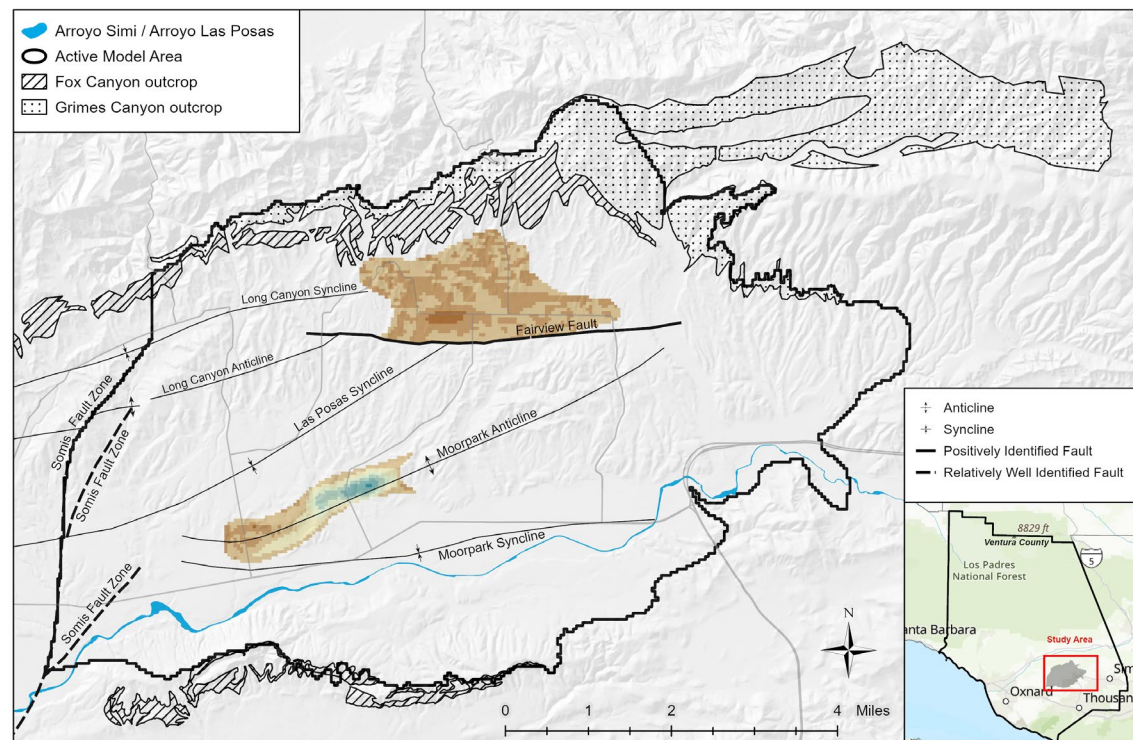 Arroyo Simi / Arroyo Las Posas
Active Model Area
Fox Canyon outcrop
Grimes Canyon outcrop
Long Canyon Syncline
Fairview Fault
Long Canyon Anticline
Las Posas Syncline
Somis Fault Zone
Somis Fault Zone
Moorpark Anticline
Moorpark Syncline
Somis Fault Zone
Anticline
Syncline
Positively Identified Fault
Relatively Well Identified Fault
N
0 2 4 Miles
8829 ft
Ventura County
5
Los Padres
National Forest
anta Barbara
Study Area
Sim
Oxnard
Thousan